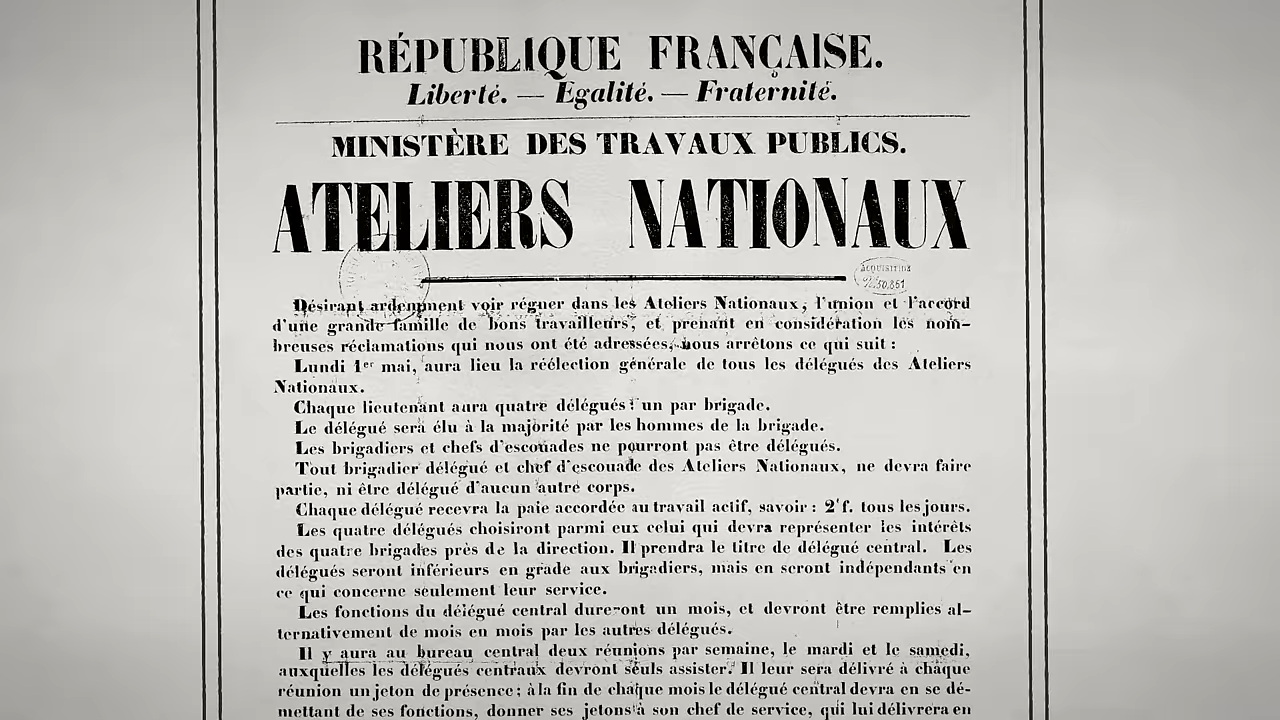 RÉPUBLIQUE FRANÇAISE.
Liberté. — Égalité. — Fraternité.
MINISTÈRE DES TRAVAUX PUBLICS.
ATELIERS NATIONAUX
ACQUISITION
Désirant ardemment voir régner dans les Ateliers Nationaux, l'union et l'accord
d'une grande famille de bons travailleurs, et prenant en considération les nom-
breuses réclamations qui nous ont été adressées, nous arrêtons ce qui suit :
Lundi 1er mai, aura lieu la réélection générale de tous les délégués des Ateliers
Nationaux.
Chaque lieutenant aura quatre délégués : un par brigade.
Le délégué sera élu à la majorité par les hommes de la brigade.
Les brigadiers et chefs d'escouades ne pourront pas être délégués.
Tout brigadier délégué et chef d'escouade des Ateliers Nationaux, ne devra faire
partie, ni être délégué d'aucun autre corps.
Chaque délégué recevra la paie accordée au travail actif, savoir : 2 f. tous les jours.
Les quatre délégués choisiront parmi eux celui qui devra représenter les intérêts
des quatre brigades près de la direction. Il prendra le titre de délégué central. Les
délégués seront inférieurs en grade aux brigadiers, mais en seront indépendants en
ce qui concerne seulement leur service.
Les fonctions du délégué central dureront un mois, et devront être remplies al-
ternativement de mois en mois par les autres délégués.
Il y aura au bureau central deux réunions par semaine, le mardi et le samedi,
auxquelles les délégués centraux devront seuls assister. Il leur sera délivré à chaque
réunion un jeton de présence ; à la fin de chaque mois le délégué central devra en se dé-
mettant de ses fonctions, donner ses jetons à son chef de service, qui lui délivrera en